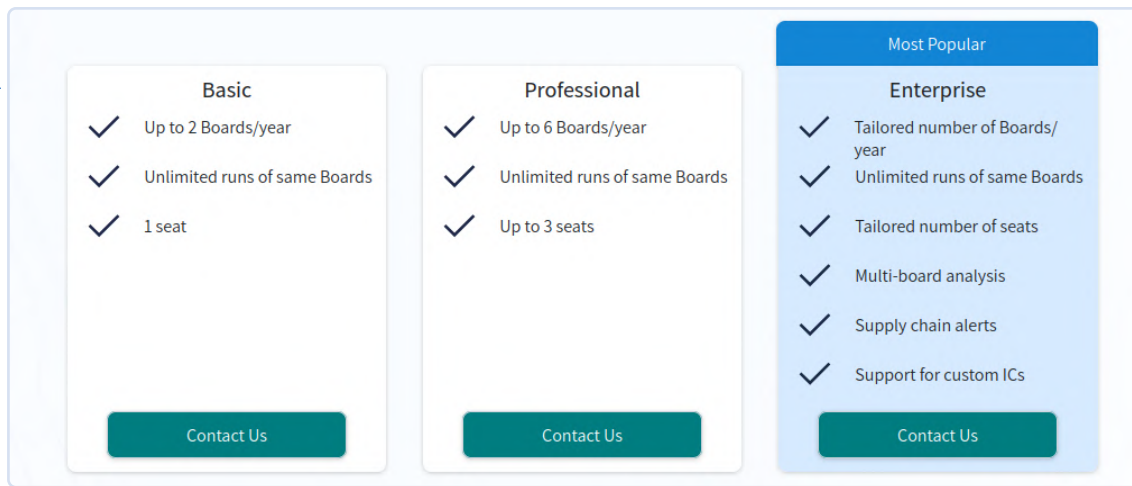 Basic
Up to 2 Boards/year
Unlimited runs of same Boards
1 seat
Contact Us
Professional
Up to 6 Boards/year
Unlimited runs of same Boards
Up to 3 seats
Contact Us
Most Popular
Enterprise
Tailored number of Boards/
year
Unlimited runs of same Boards
Tailored number of seats
Multi-board analysis
Supply chain alerts
Support for custom ICs
Contact Us